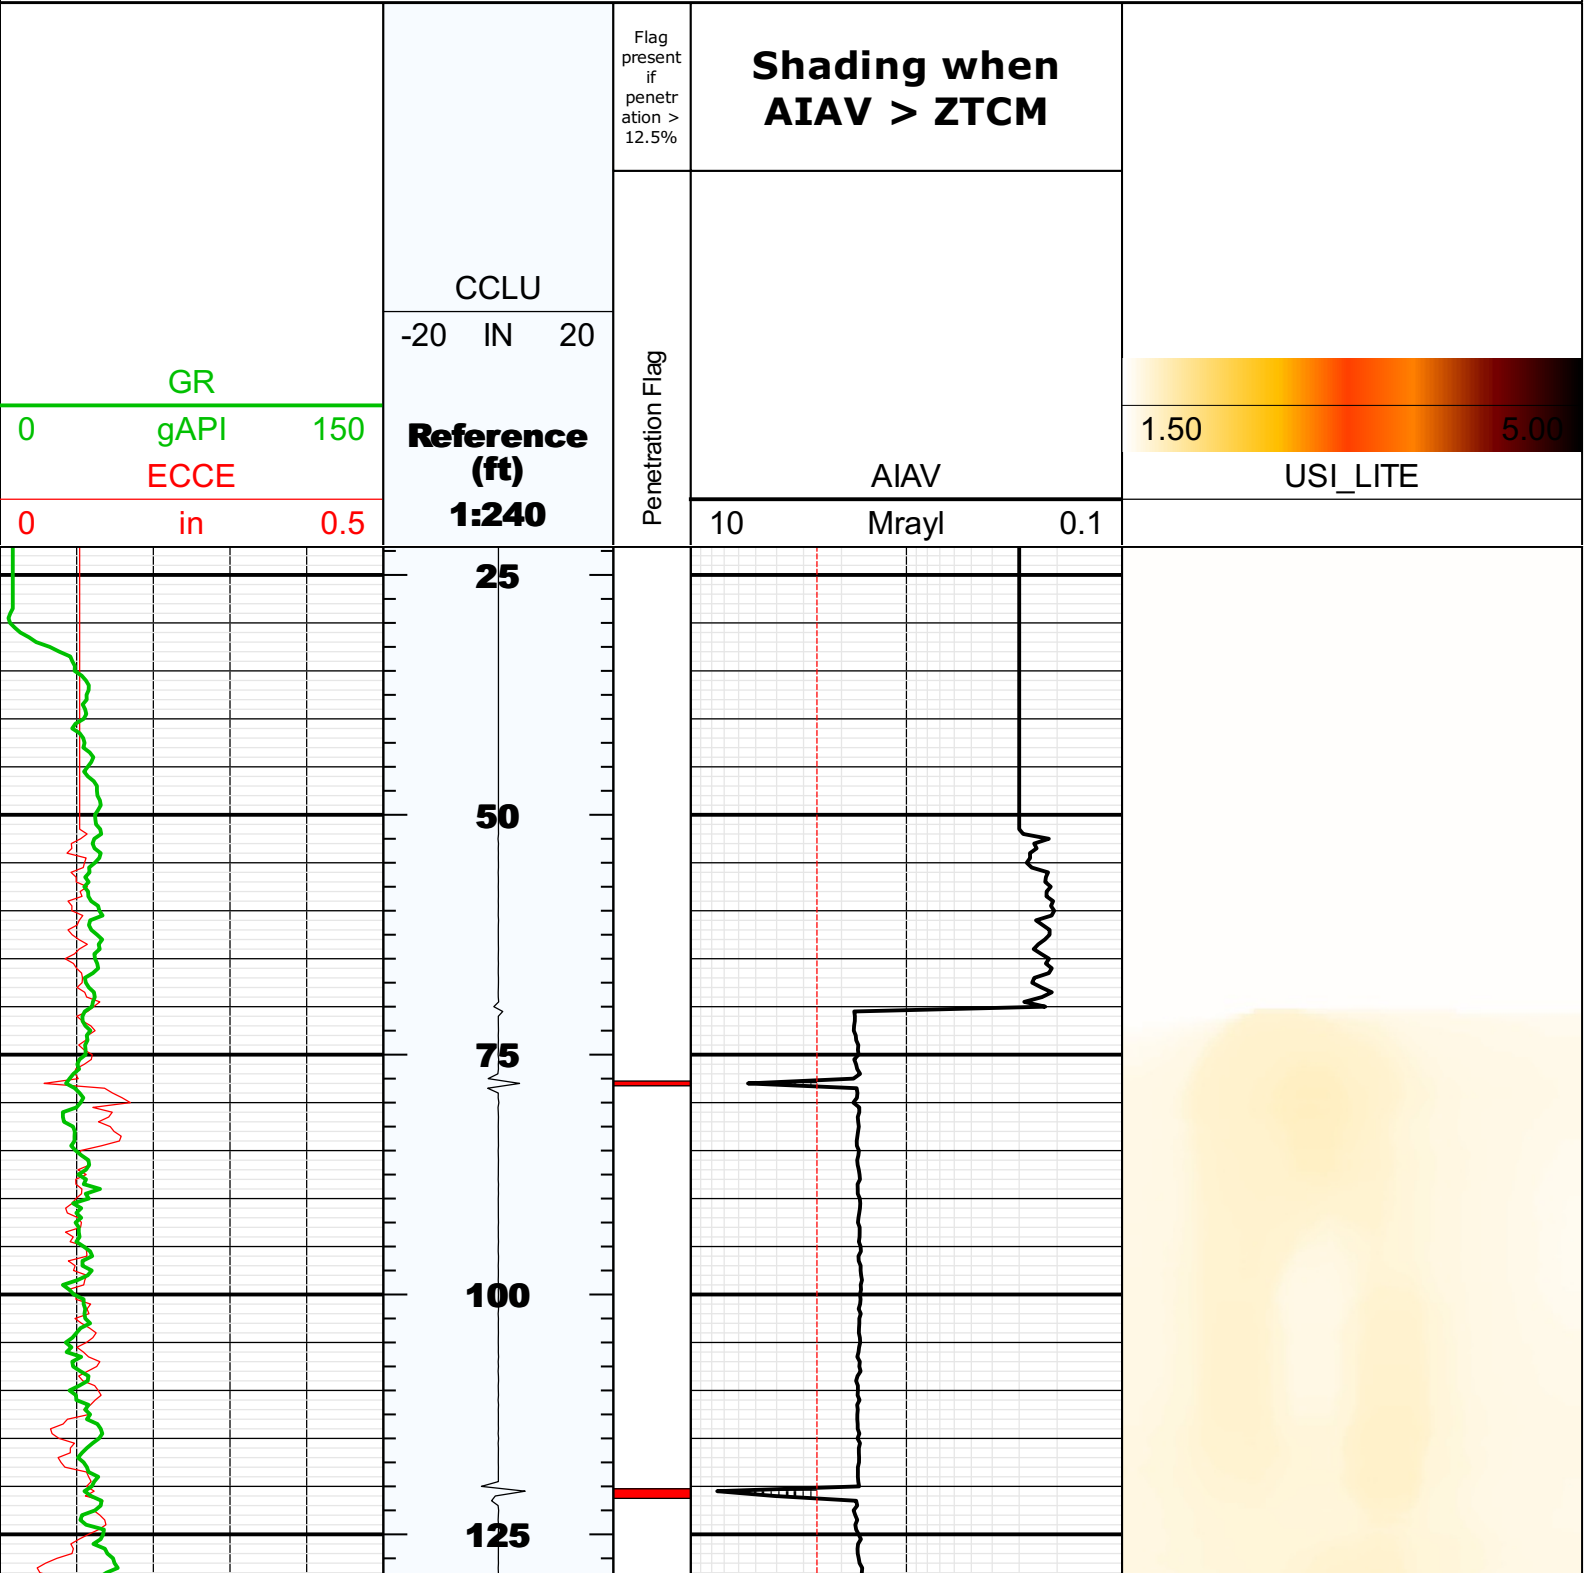 Flag
present
if
penetr
ation >
12.5%
Shading when
AIAV > ZTCM
CCLU
-20 IN 20
GR
0 gAPI 150
ECCE
0 in 0.5
Reference
(ft)
1:240
Penetration Flag
AIAV
10 Mrayl 0.1
1.50 5.00
USI_LITE
25
50
75
100
125